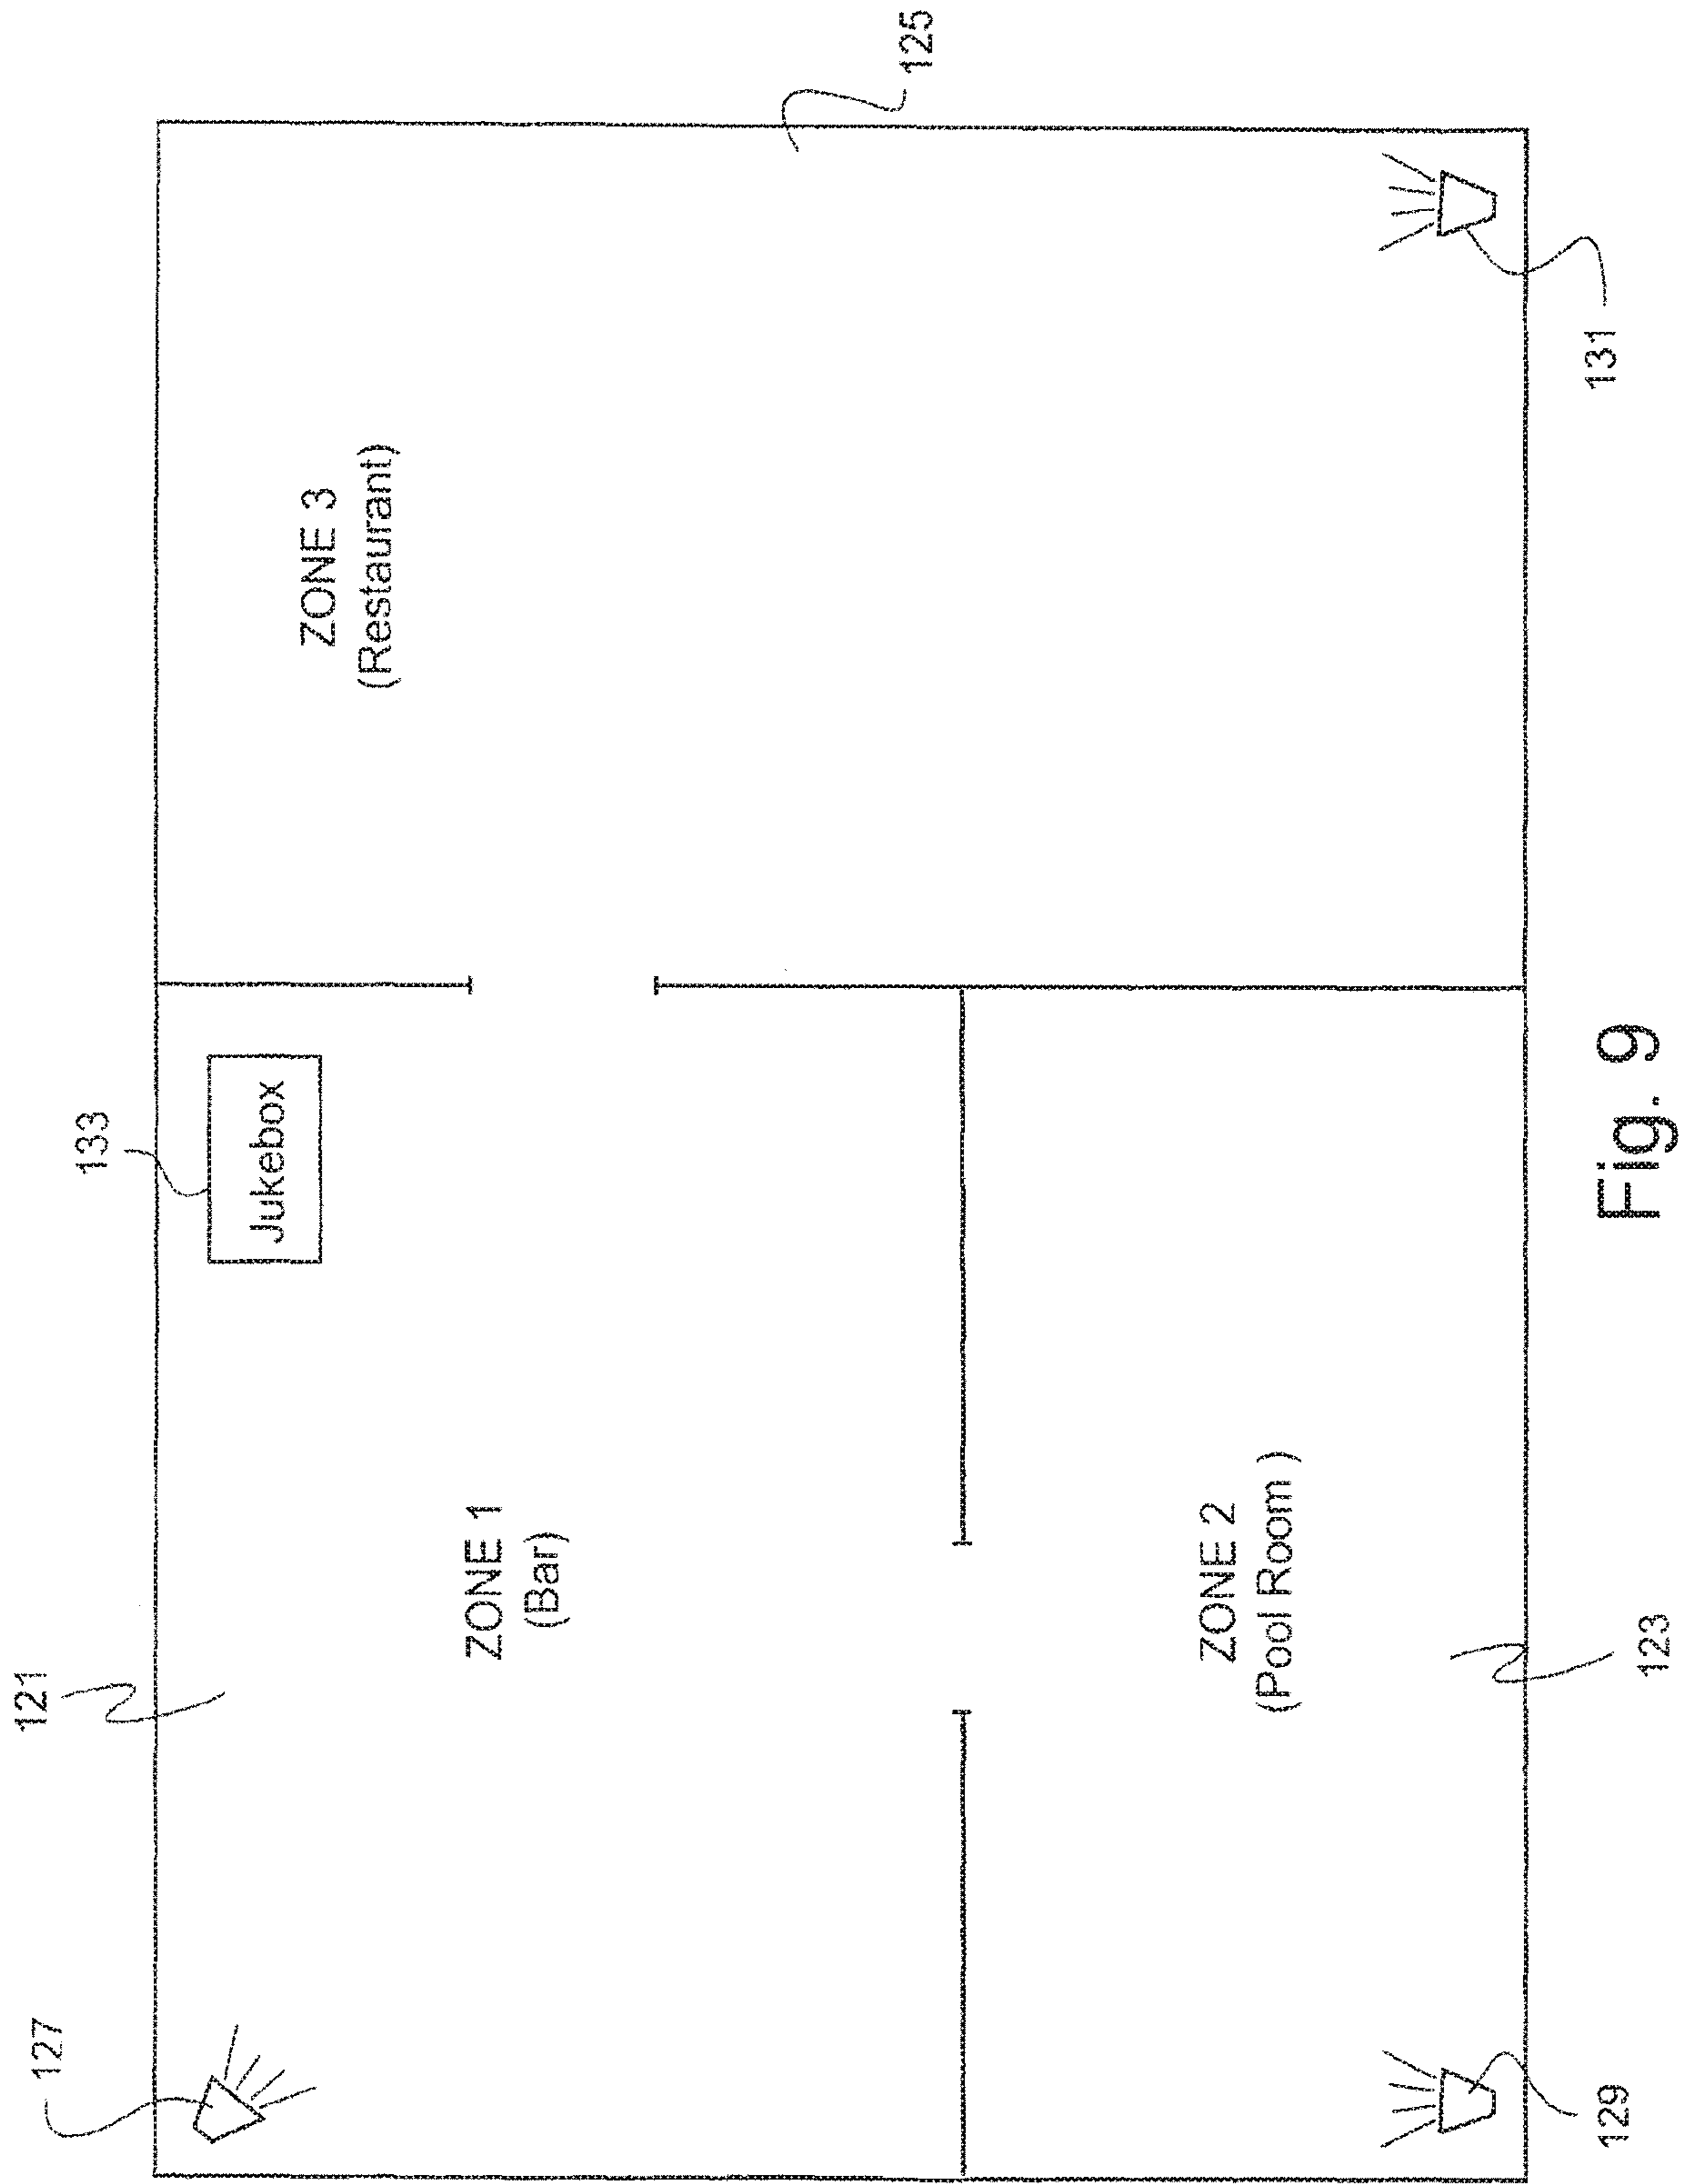 121
127
133
Jukebox
ZONE 1
(Bar)
ZONE 3
(Restaurant)
125
ZONE 2
(Pool Room )
129
123
131
Fig. 9